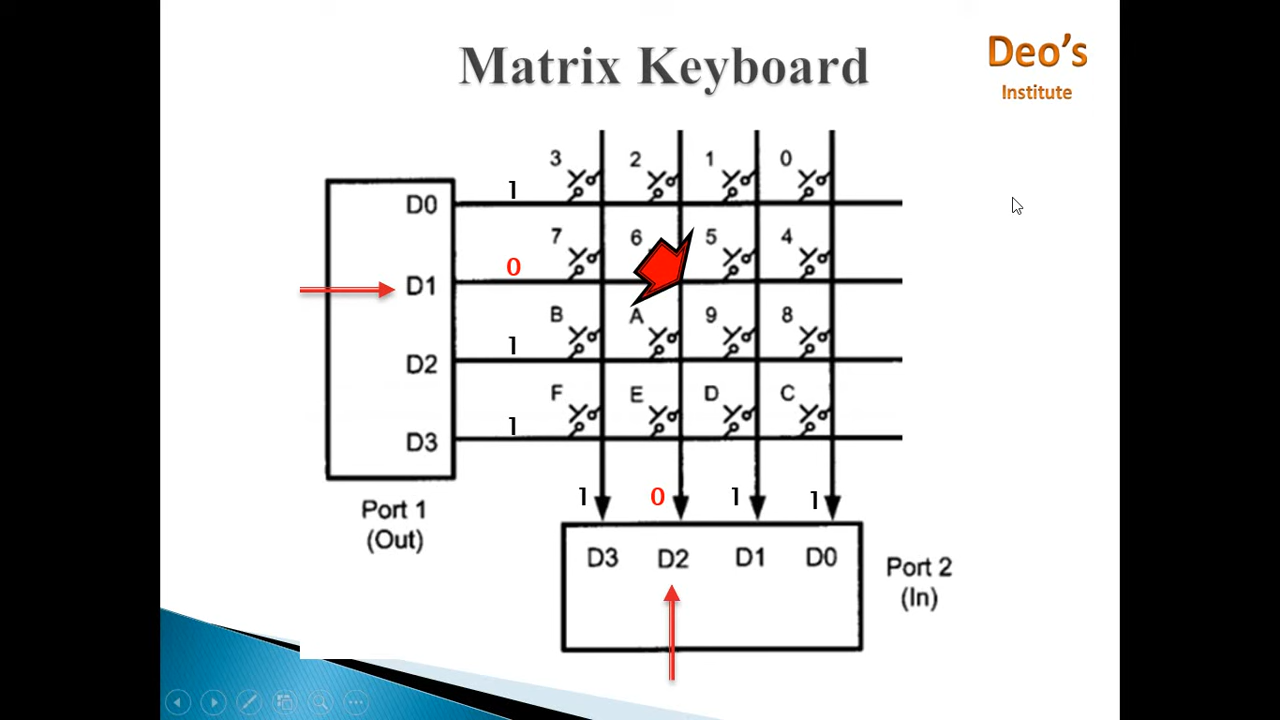 Matrix Keyboard
Deo's
Institute
3 2 1 0
D0 1
7 6 5 4
D1 0
B A 9 8
D2 1
F E D C
D3 1
Port 1
(Out)
1 0 1 1
D3 D2 D1 D0
Port 2
(In)